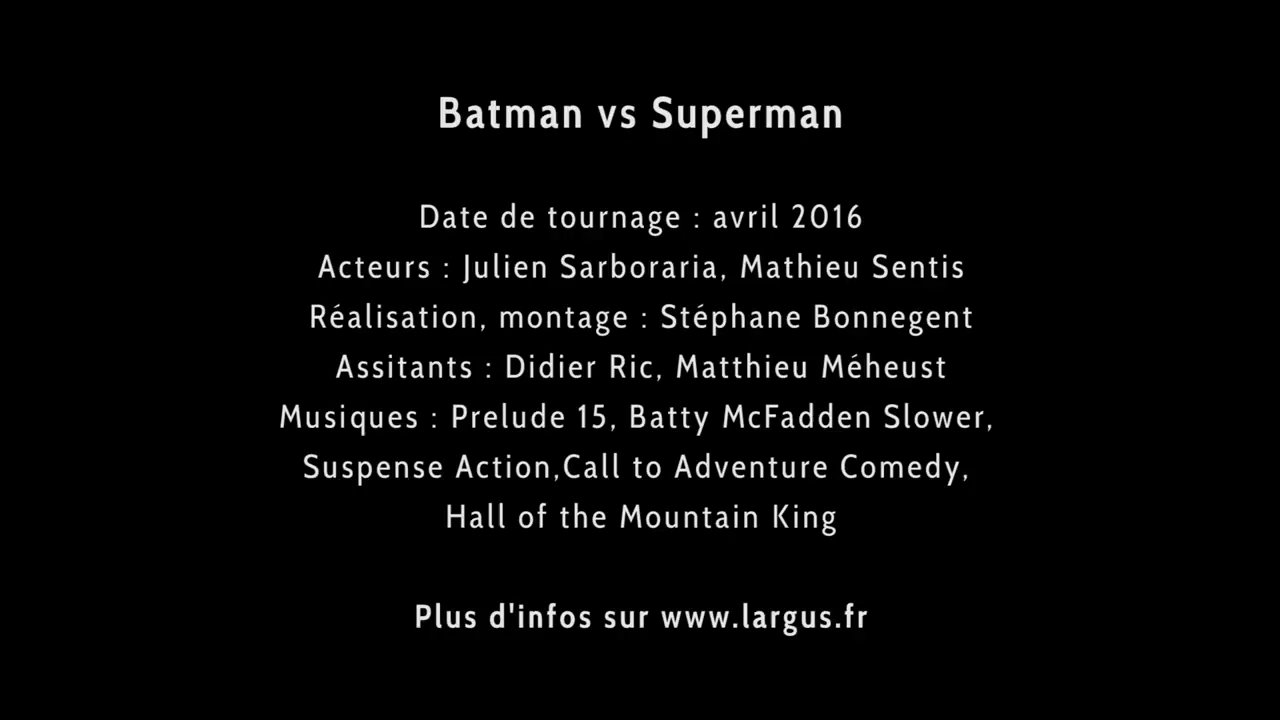 Batman vs Superman
Date de tournage : avril 2016
Acteurs : Julien Sarboraria, Mathieu Sentis
Réalisation, montage : Stéphane Bonnegent
Assitants : Didier Ric, Matthieu Méheust
Musiques : Prelude 15, Batty McFadden Slower,
Suspense Action,Call to Adventure Comedy,
Hall of the Mountain King
Plus d'infos sur www.largus.fr